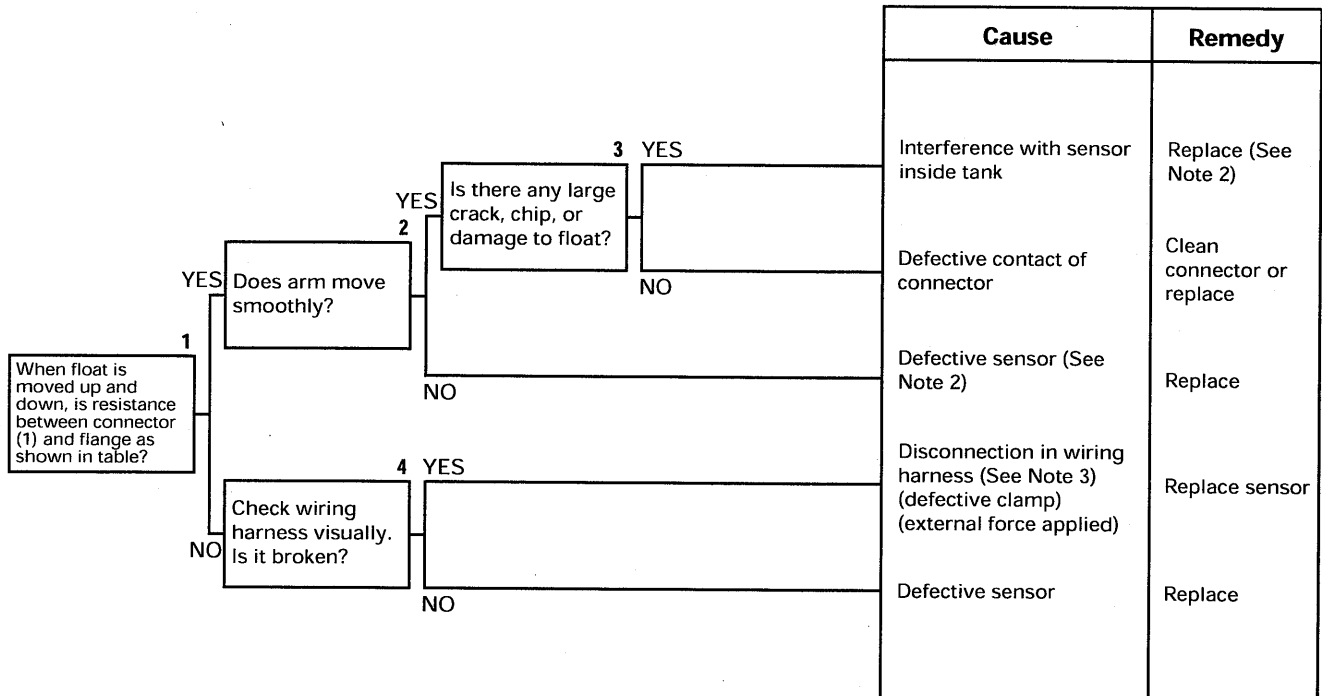 Cause
Remedy
3 YES
Interference with sensor
inside tank
Replace (See
Note 2)
YES
Is there any large
crack, chip, or
damage to float?
2
Defective contact of
connector
Clean
connector or
replace
NO
YES
Does arm move
smoothly?
1
When float is
moved up and
down, is resistance
between connector
(1) and flange as
shown in table?
Defective sensor (See
Note 2)
Replace
NO
4 YES
Disconnection in wiring
harness (See Note 3)
(defective clamp)
(external force applied)
Replace sensor
NO
Check wiring
harness visually.
Is it broken?
Defective sensor
Replace
NO